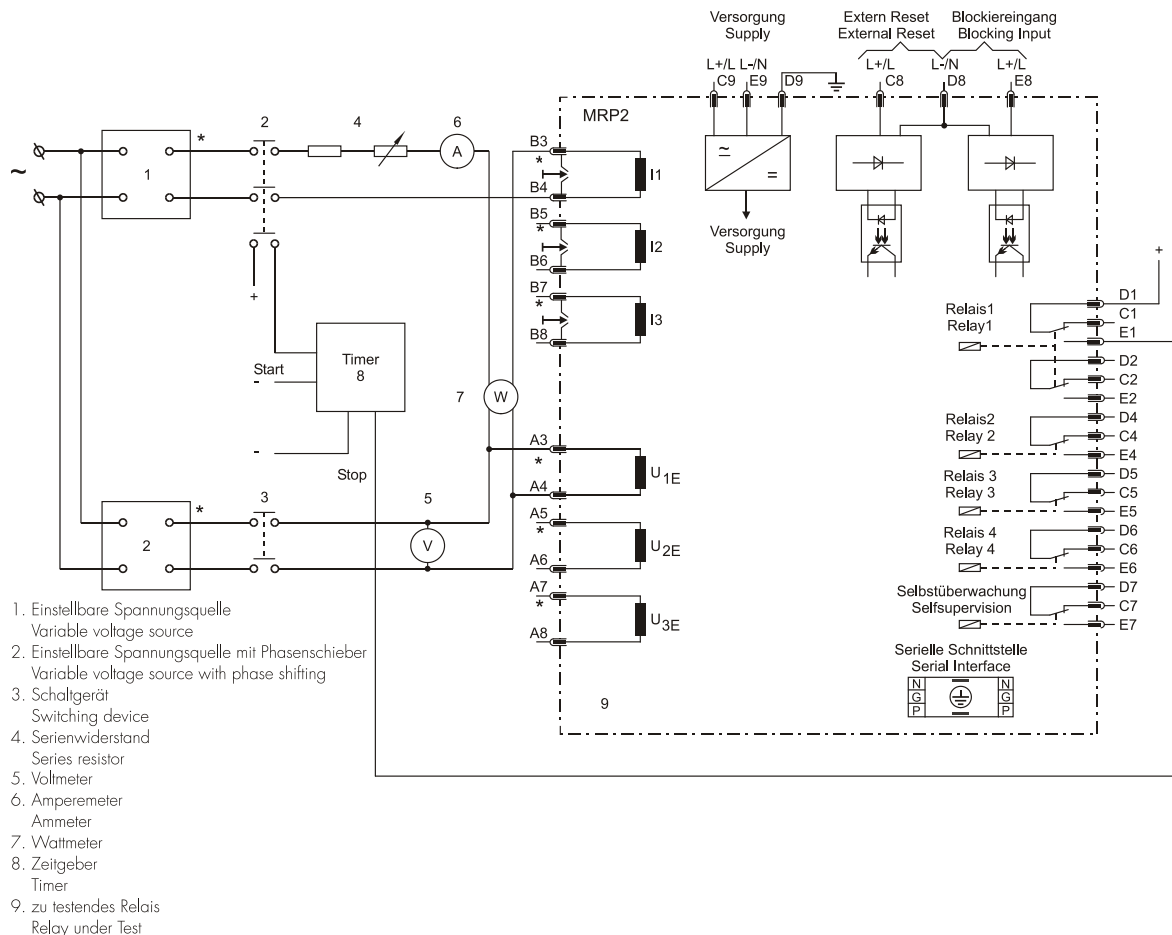 Versorgung
Supply
Extern Reset
External Reset
Blockiereingang
Blocking Input
L+/L L-/N
C9 E9 D9
L+/L L-/N L+/L
C8 D8 E8
MRP2
* 2 4 6
~ 1 A
B3
*
I1
B4
B5
*
I2
B6
B7
*
I3
B8
≃
=
Versorgung
Supply
+
Timer
8
Start
-
-
Stop
7 W
A3
*
U1E
A4
A5
*
U2E
A6
A7
*
U3E
A8
* 3 5
2 V
9
+
Relais1
Relay1
D1
C1
E1
D2
C2
E2
Relais2
Relay 2
D4
C4
E4
Relais 3
Relay 3
D5
C5
E5
Relais 4
Relay 4
D6
C6
E6
Selbstüberwachung
Selfsupervision
D7
C7
E7
Serielle Schnittstelle
Serial Interface
N N
G G
P P
1. Einstellbare Spannungsquelle
Variable voltage source
2. Einstellbare Spannungsquelle mit Phasenschieber
Variable voltage source with phase shifting
3. Schaltgerät
Switching device
4. Serienwiderstand
Series resistor
5. Voltmeter
6. Amperemeter
Ammeter
7. Wattmeter
8. Zeitgeber
Timer
9. zu testendes Relais
Relay under Test